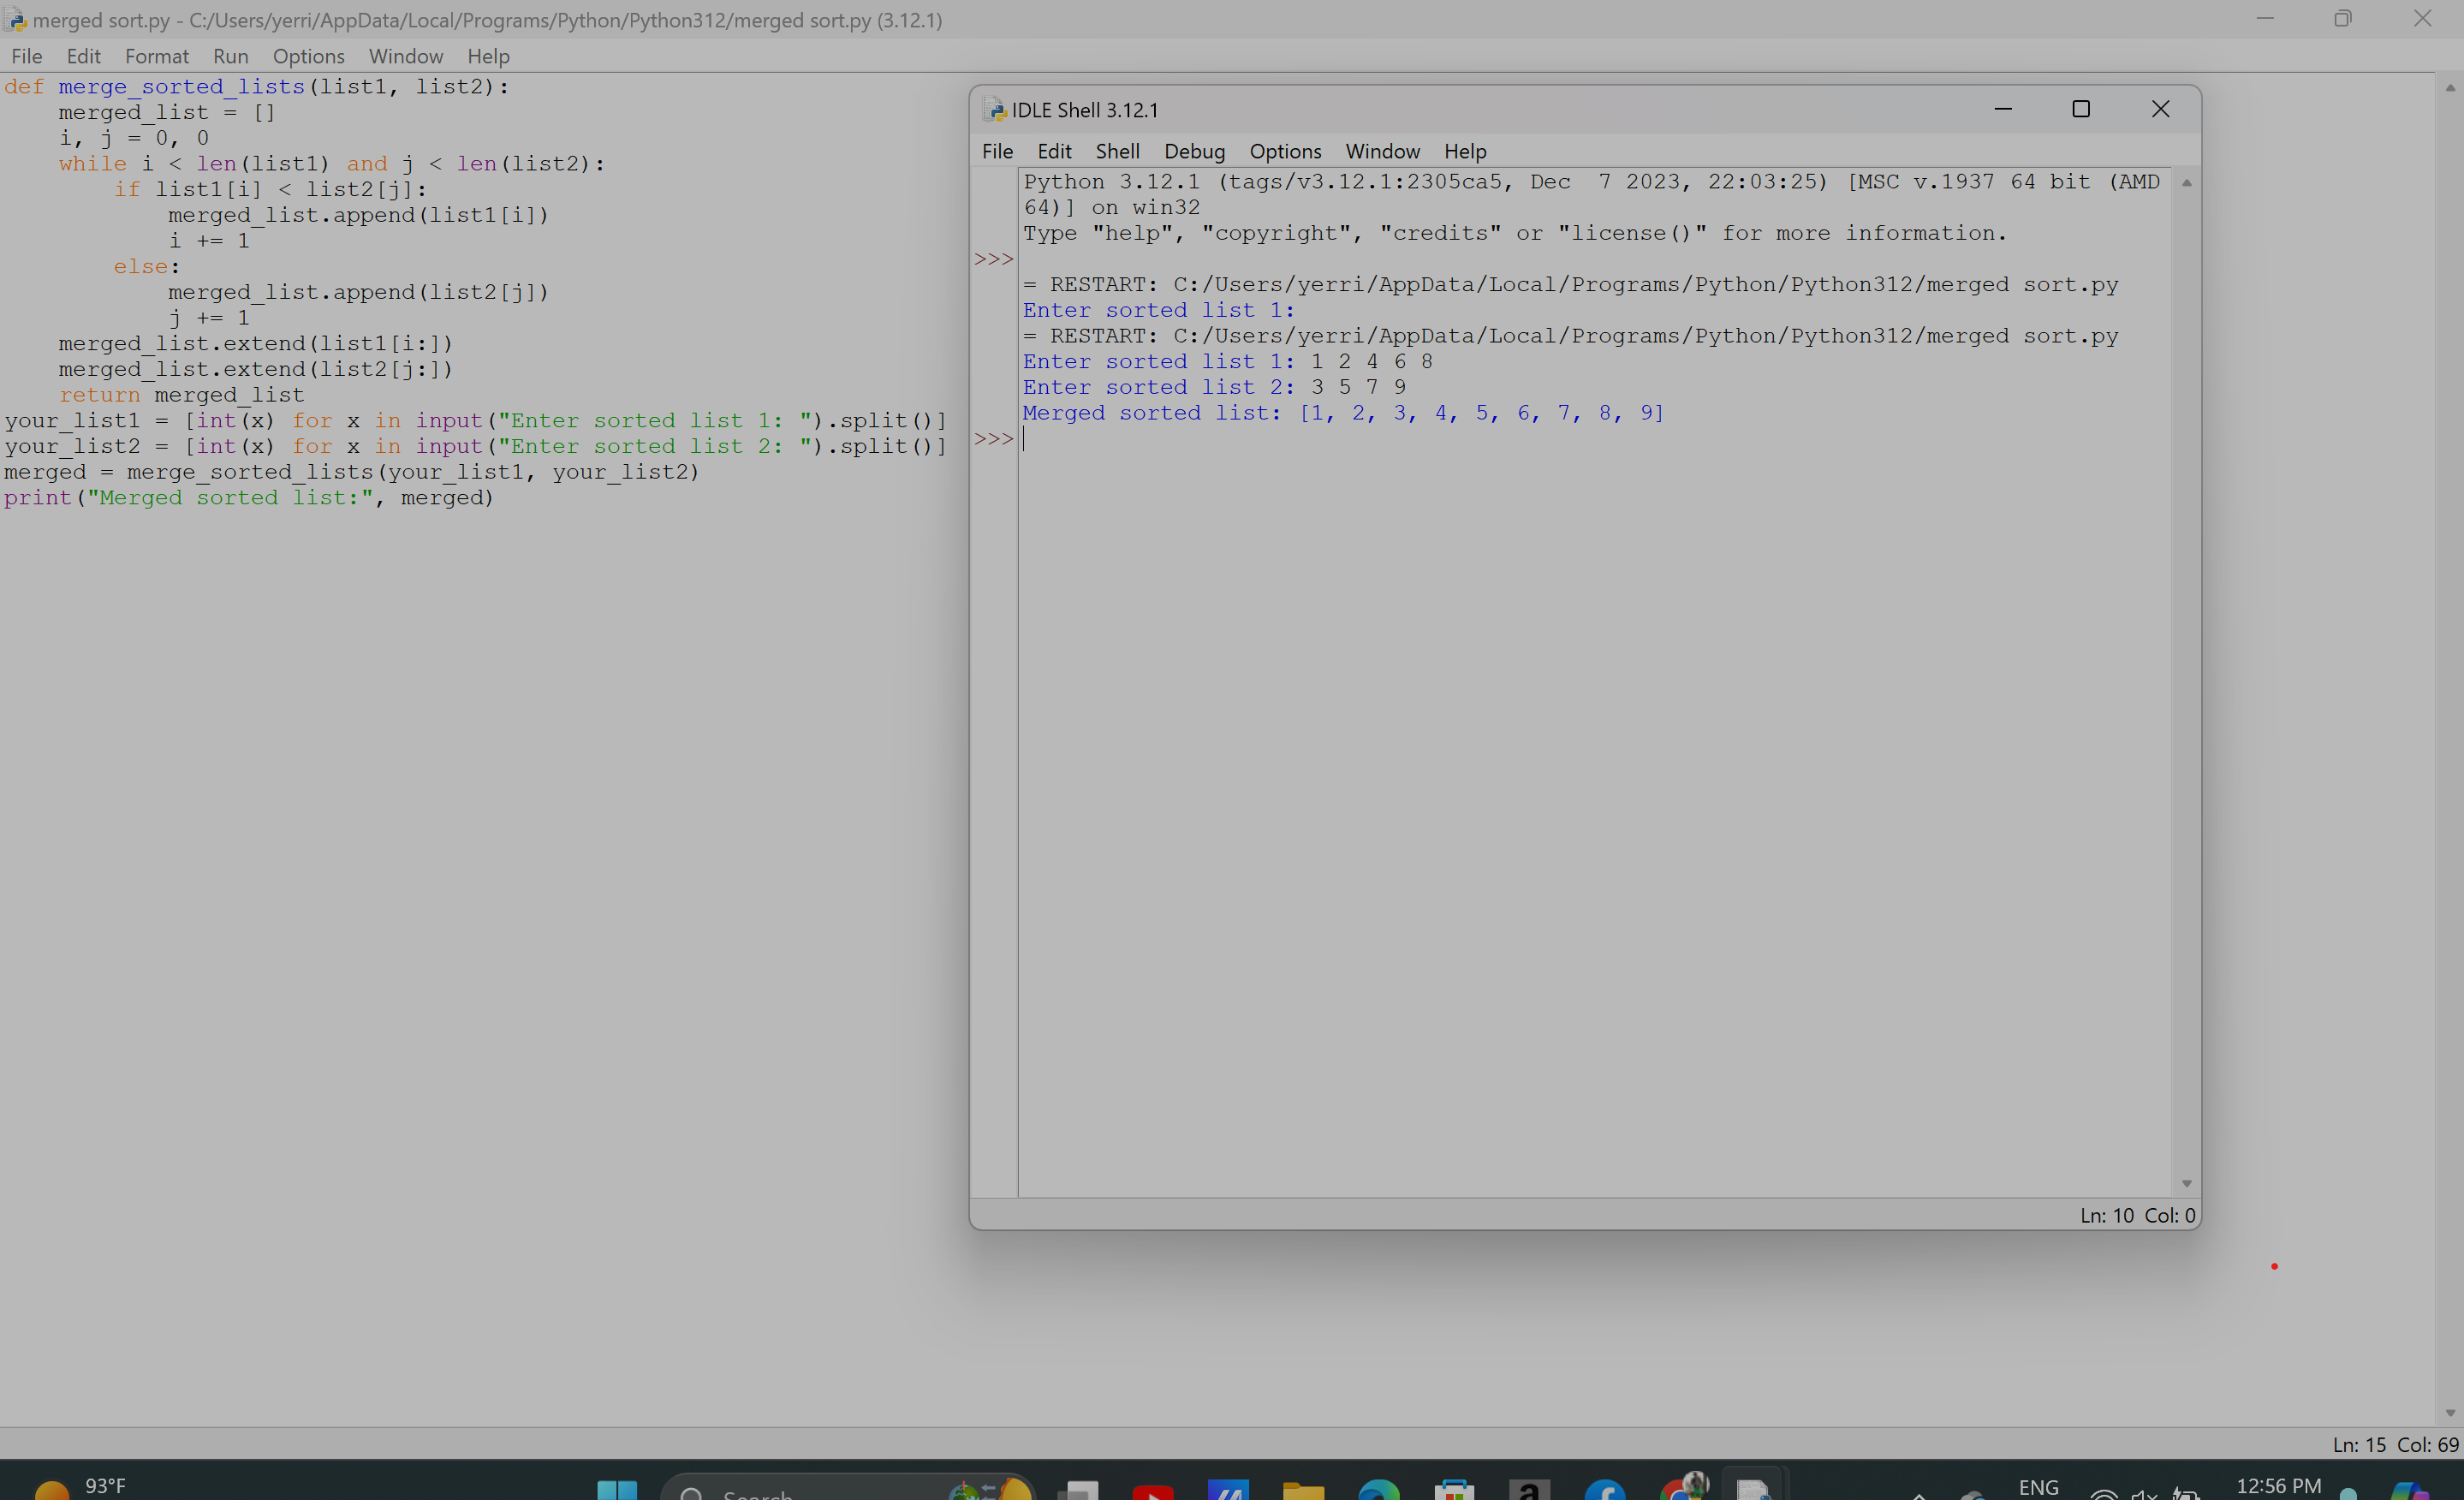 merged sort.py - C:/Users/yerri/AppData/Local/Programs/Python/Python312/merged sort.py (3.12.1)
File Edit Format Run Options Window Help
def merge_sorted_lists(list1, list2):
    merged_list = []
    i, j = 0, 0
    while i < len(list1) and j < len(list2):
        if list1[i] < list2[j]:
            merged_list.append(list1[i])
            i += 1
        else:
            merged_list.append(list2[j])
            j += 1
    merged_list.extend(list1[i:])
    merged_list.extend(list2[j:])
    return merged_list
your_list1 = [int(x) for x in input("Enter sorted list 1: ").split()]
your_list2 = [int(x) for x in input("Enter sorted list 2: ").split()]
merged = merge_sorted_lists(your_list1, your_list2)
print("Merged sorted list:", merged)
IDLE Shell 3.12.1
File Edit Shell Debug Options Window Help
Python 3.12.1 (tags/v3.12.1:2305ca5, Dec  7 2023, 22:03:25) [MSC v.1937 64 bit (AMD
64)] on win32
Type "help", "copyright", "credits" or "license()" for more information.
>>>
= RESTART: C:/Users/yerri/AppData/Local/Programs/Python/Python312/merged sort.py
Enter sorted list 1:
= RESTART: C:/Users/yerri/AppData/Local/Programs/Python/Python312/merged sort.py
Enter sorted list 1: 1 2 4 6 8
Enter sorted list 2: 3 5 7 9
Merged sorted list: [1, 2, 3, 4, 5, 6, 7, 8, 9]
>>>
Ln: 10 Col: 0
Ln: 15 Col: 69
93°F
Search
ENG
12:56 PM